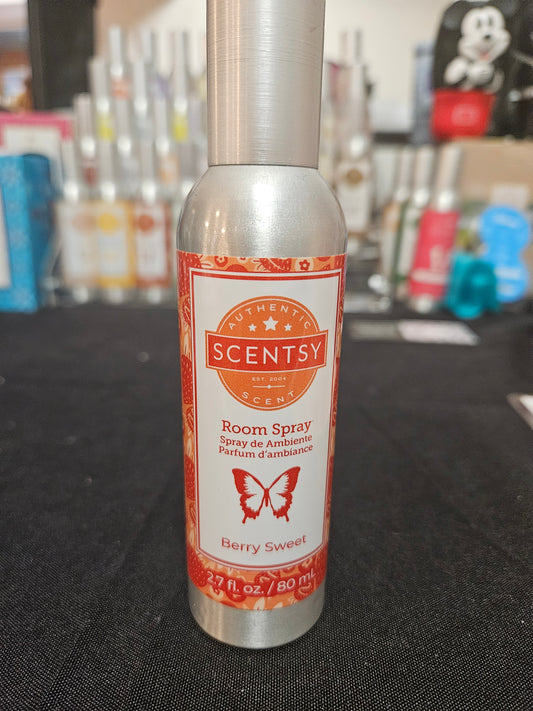 AUTHENTIC
SCENTSY
EST. 2004
SCENT
Room Spray
Spray de Ambiente
Parfum d'ambiance
Berry Sweet
2.7 fl. oz. / 80 mL